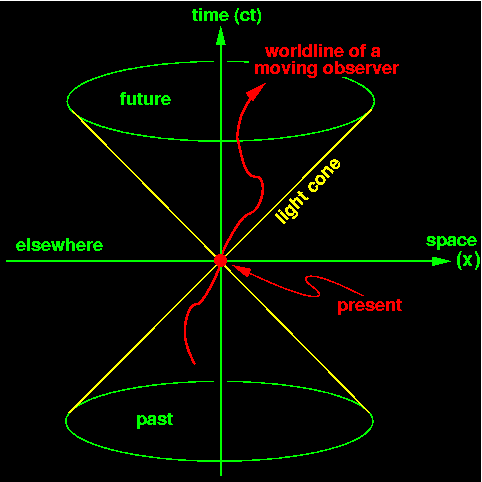 time (ct)
worldline of a
moving observer
future
light cone
elsewhere
space
(x)
present
past